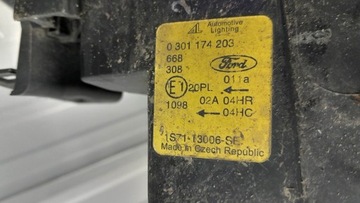 Automotive
Lighting
0 301 174 203
668
308
Ford
011a
E1
20PL
1098
02A 04HR
04HC
1S71-13006-SE
Made in Czech Republic